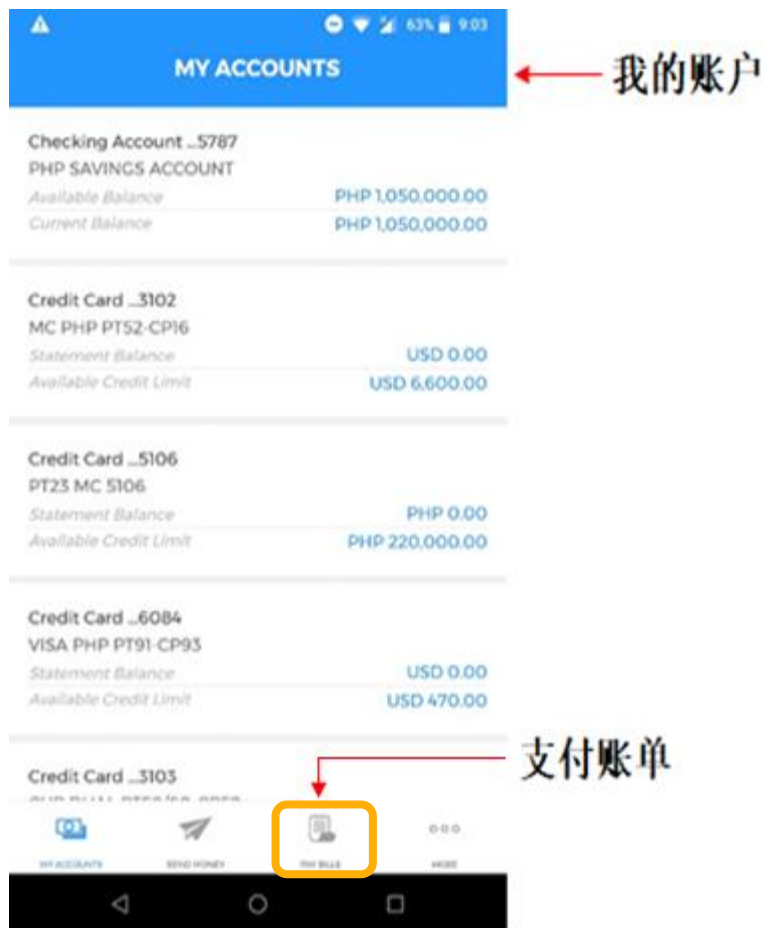 63% 9:03
MY ACCOUNTS
我的账户
Checking Account ...5787
PHP SAVINGS ACCOUNT
Available Balance PHP 1,050,000.00
Current Balance PHP 1,050,000.00
Credit Card ...3102
MC PHP PT52-CP16
Statement Balance USD 0.00
Available Credit Limit USD 6,600.00
Credit Card ...5106
PT23 MC 5106
Statement Balance PHP 0.00
Available Credit Limit PHP 220,000.00
Credit Card ...6084
VISA PHP PT91-CP93
Statement Balance USD 0.00
Available Credit Limit USD 470.00
支付账单
Credit Card ...3103
MY ACCOUNTS SEND MONEY PAY BILLS MORE